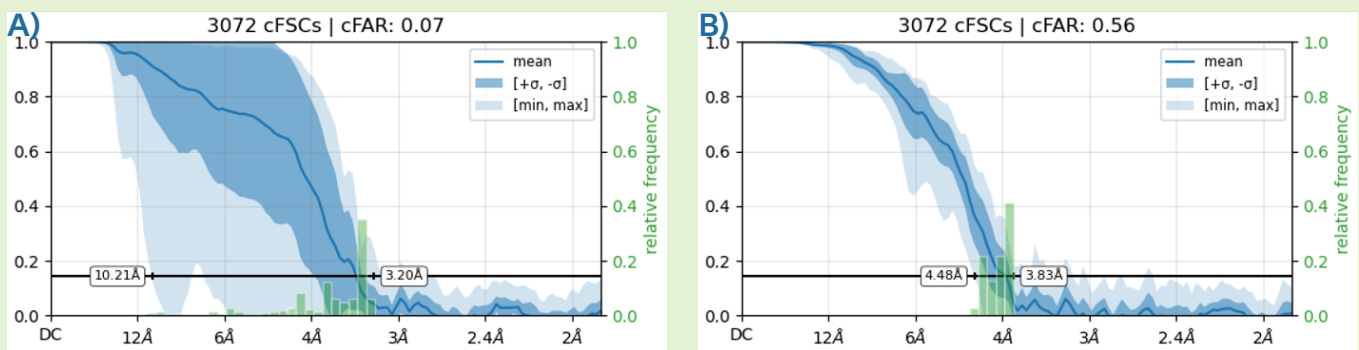 A)
3072 cFSCs | cFAR: 0.07
1.0
0.8
0.6
0.4
0.2
0.0
mean
[+σ, -σ]
[min, max]
10.21Å
3.20Å
1.0
0.8
0.6
0.4
0.2
0.0
relative frequency
DC 12Å 6Å 4Å 3Å 2.4Å 2Å
B)
3072 cFSCs | cFAR: 0.56
1.0
0.8
0.6
0.4
0.2
0.0
mean
[+σ, -σ]
[min, max]
4.48Å
3.83Å
1.0
0.8
0.6
0.4
0.2
0.0
relative frequency
DC 12Å 6Å 4Å 3Å 2.4Å 2Å